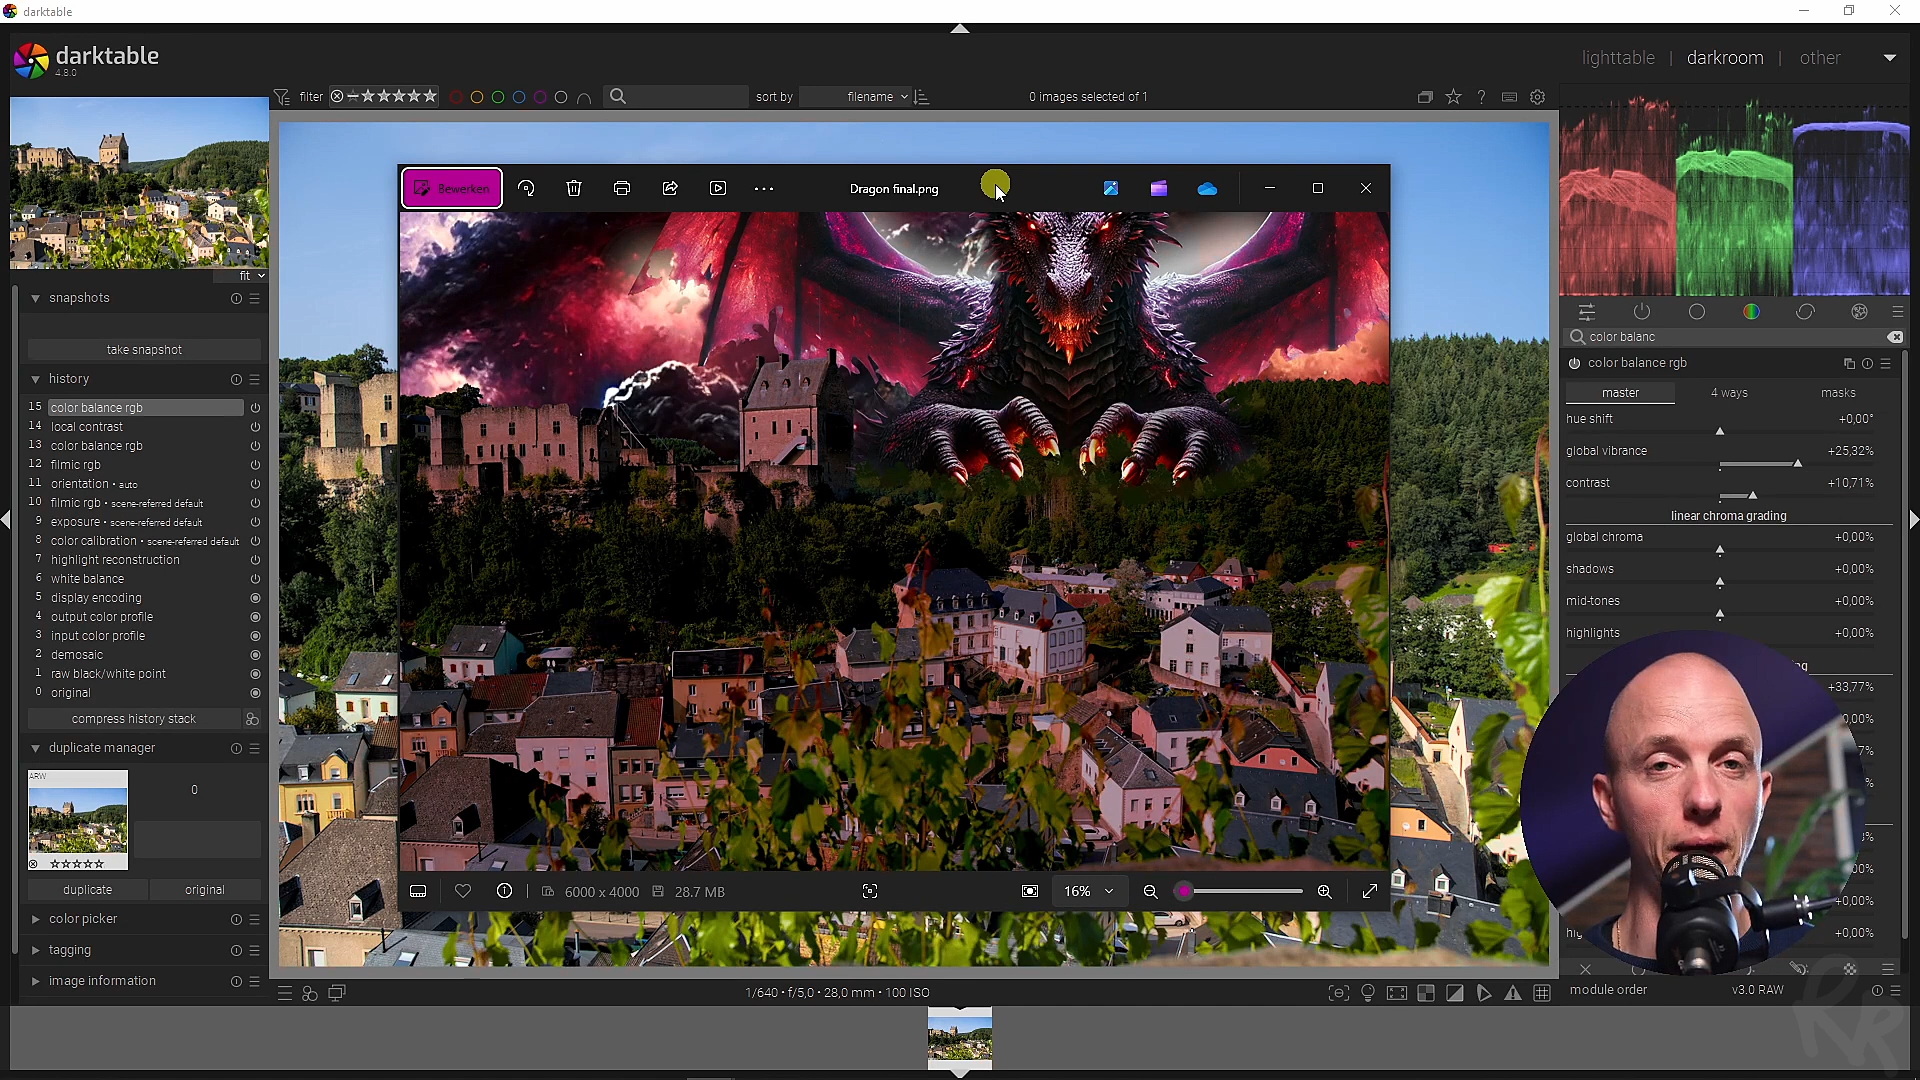 darktable
darktable
4.8.0
lighttable | darkroom | other
filter
sort by filename
0 images selected of 1
fit
snapshots
take snapshot
history
15 color balance rgb
14 local contrast
13 color balance rgb
12 filmic rgb
11 orientation • auto
10 filmic rgb • scene-referred default
9 exposure • scene-referred default
8 color calibration • scene-referred default
7 highlight reconstruction
6 white balance
5 display encoding
4 output color profile
3 input color profile
2 demosaic
1 raw black/white point
0 original
compress history stack
duplicate manager
ARW
0
duplicate
original
color picker
tagging
image information
Bewerken
Dragon final.png
6000 x 4000
28.7 MB
16%
1/640 • f/5,0 • 28,0 mm • 100 ISO
color balanc
color balance rgb
master
4 ways
masks
hue shift +0,00°
global vibrance +25,32%
contrast +10,71%
linear chroma grading
global chroma +0,00%
shadows +0,00%
mid-tones +0,00%
highlights +0,00%
+33,77%
+0,00%
+0,00%
module order
v3.0 RAW
RR